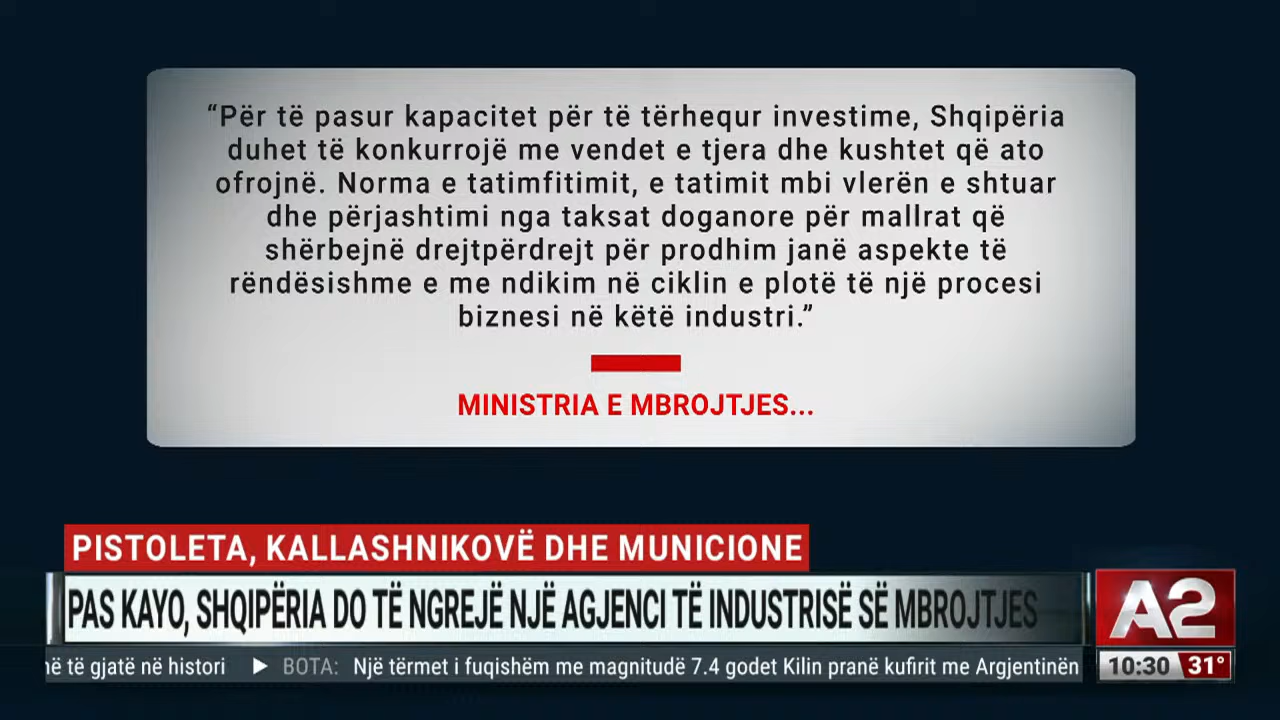 “Për të pasur kapacitet për të tërhequr investime, Shqipëria
duhet të konkurrojë me vendet e tjera dhe kushtet që ato
ofrojnë. Norma e tatimfitimit, e tatimit mbi vlerën e shtuar
dhe përjashtimi nga taksat doganore për mallrat që
shërbejnë drejtpërdrejt për prodhim janë aspekte të
rëndësishme e me ndikim në ciklin e plotë të një procesi
biznesi në këtë industri.”
MINISTRIA E MBROJTJES...
PISTOLETA, KALLASHNIKOVË DHE MUNICIONE
PAS KAYO, SHQIPËRIA DO TË NGREJË NJË AGJENCI TË INDUSTRISË SË MBROJTJES
A2
të gjatë në histori ▶ BOTA: Një tërmet i fuqishëm me magnitudë 7.4 godet Kilin pranë kufirit me Argjentinën
10:30 31°